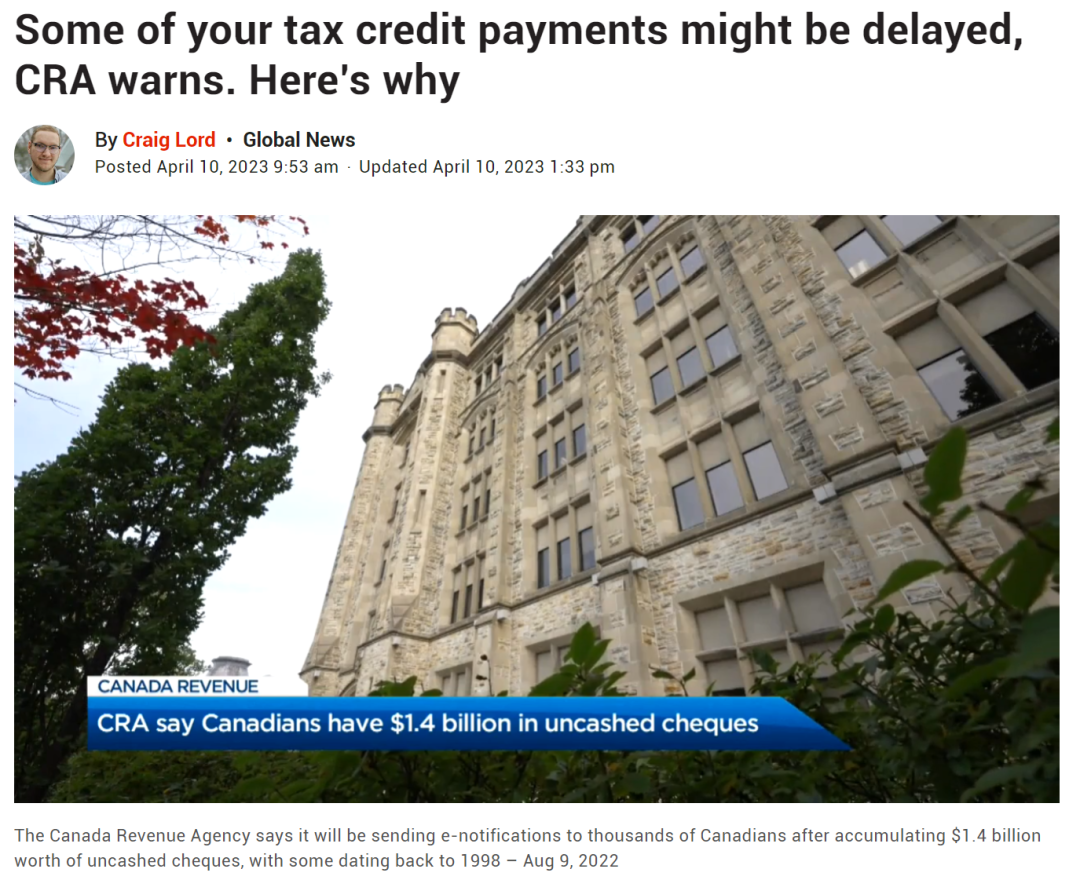 Some of your tax credit payments might be delayed,
CRA warns. Here's why
By Craig Lord • Global News
Posted April 10, 2023 9:53 am · Updated April 10, 2023 1:33 pm
CANADA REVENUE
CRA say Canadians have $1.4 billion in uncashed cheques
The Canada Revenue Agency says it will be sending e-notifications to thousands of Canadians after accumulating $1.4 billion
worth of uncashed cheques, with some dating back to 1998 – Aug 9, 2022